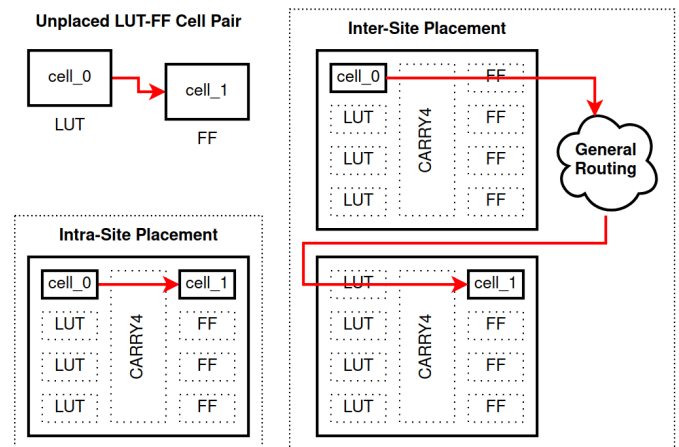 Unplaced LUT-FF Cell Pair
cell_0
cell_1
LUT
FF
Intra-Site Placement
cell_0
cell_1
LUT
FF
LUT
FF
LUT
FF
CARRY4
Inter-Site Placement
cell_0
FF
LUT
FF
LUT
FF
LUT
FF
CARRY4
General
Routing
LUT
cell_1
LUT
FF
LUT
FF
LUT
FF
CARRY4